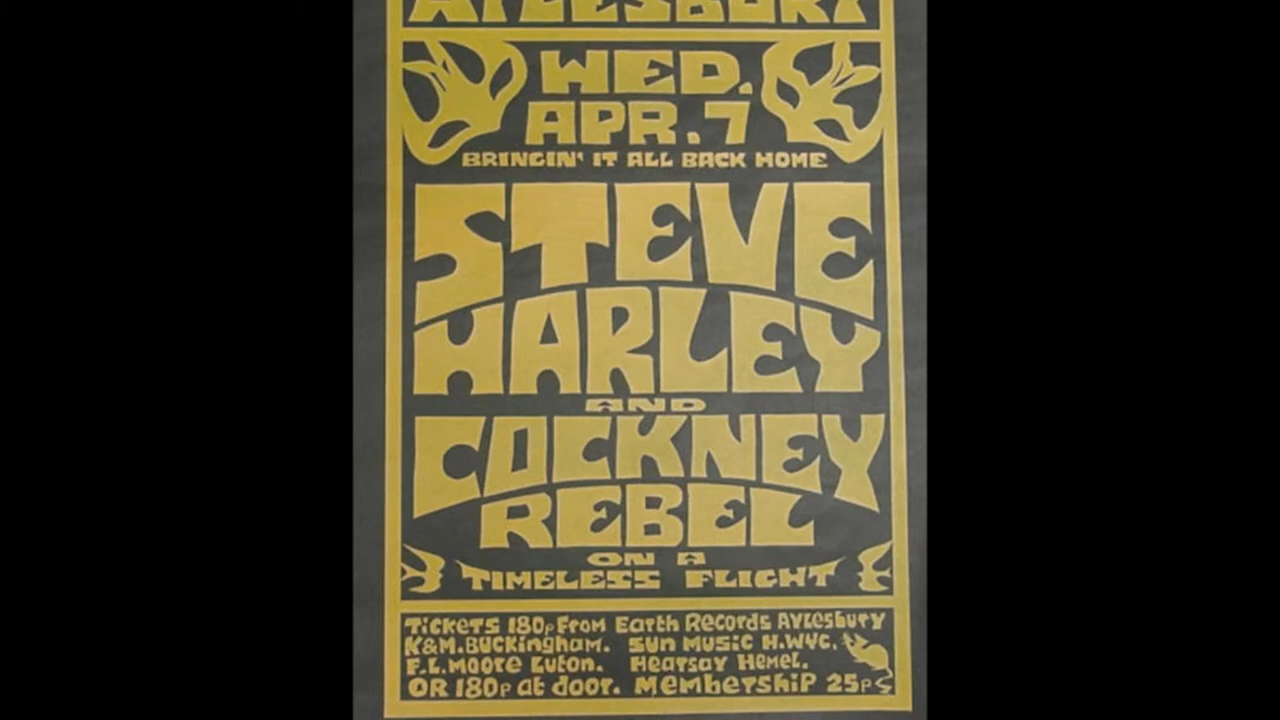 AYLESBURY
WED.
APR. 7
BRINGIN' IT ALL BACK HOME
STEVE
HARLEY
AND
COCKNEY
REBEL
ON A
TIMELESS FLIGHT
TICKETS 180p From Earth Records Aylesbury
K&M. Buckingham. Sun Music H.Wyc.
F.L. Moore Luton. Hearsay Hemel.
OR 180p at door. Membership 25p